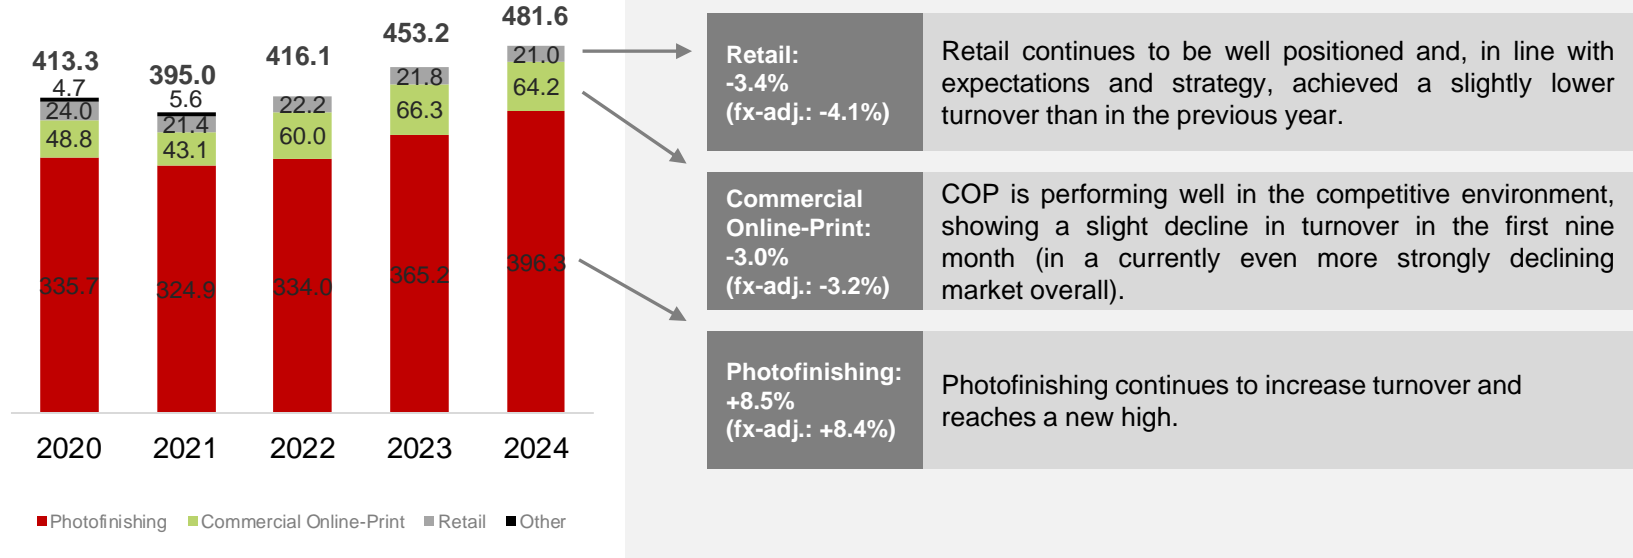 413.3
395.0
416.1
453.2
481.6
4.7
24.0
48.8
335.7
5.6
21.4
43.1
324.9
22.2
60.0
334.0
21.8
66.3
365.2
21.0
64.2
396.3
2020 2021 2022 2023 2024
Photofinishing Commercial Online-Print Retail Other
Retail:
-3.4%
(fx-adj.: -4.1%)
Retail continues to be well positioned and, in line with
expectations and strategy, achieved a slightly lower
turnover than in the previous year.
Commercial
Online-Print:
-3.0%
(fx-adj.: -3.2%)
COP is performing well in the competitive environment,
showing a slight decline in turnover in the first nine
month (in a currently even more strongly declining
market overall).
Photofinishing:
+8.5%
(fx-adj.: +8.4%)
Photofinishing continues to increase turnover and
reaches a new high.